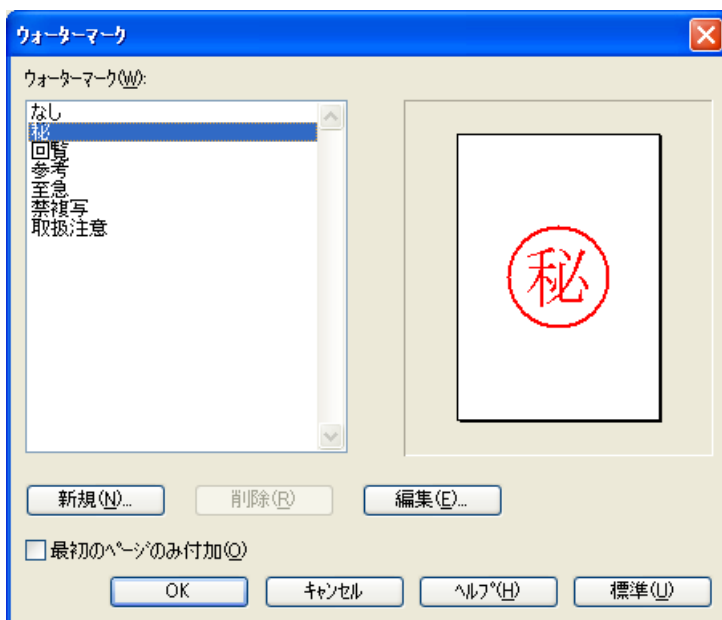 ウォーターマーク
ウォーターマーク(W):
なし
秘
回覧
参考
至急
禁複写
取扱注意
秘
新規(N)...
削除(R)
編集(E)...
最初のページのみ付加(O)
OK
キャンセル
ヘルプ(H)
標準(U)